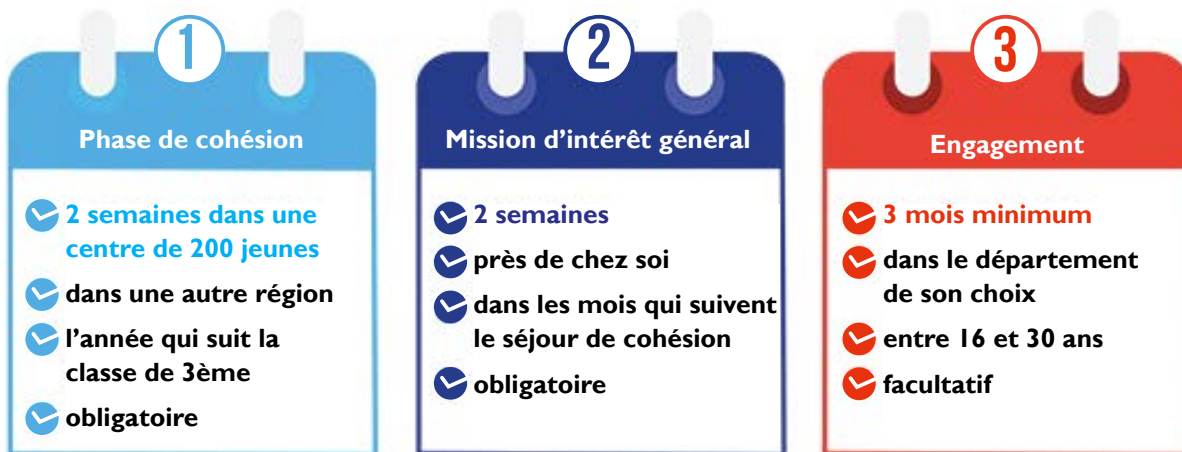 1
Phase de cohésion
2 semaines dans une
centre de 200 jeunes
dans une autre région
l'année qui suit la
classe de 3ème
obligatoire
2
Mission d'intérêt général
2 semaines
près de chez soi
dans les mois qui suivent
le séjour de cohésion
obligatoire
3
Engagement
3 mois minimum
dans le département
de son choix
entre 16 et 30 ans
facultatif